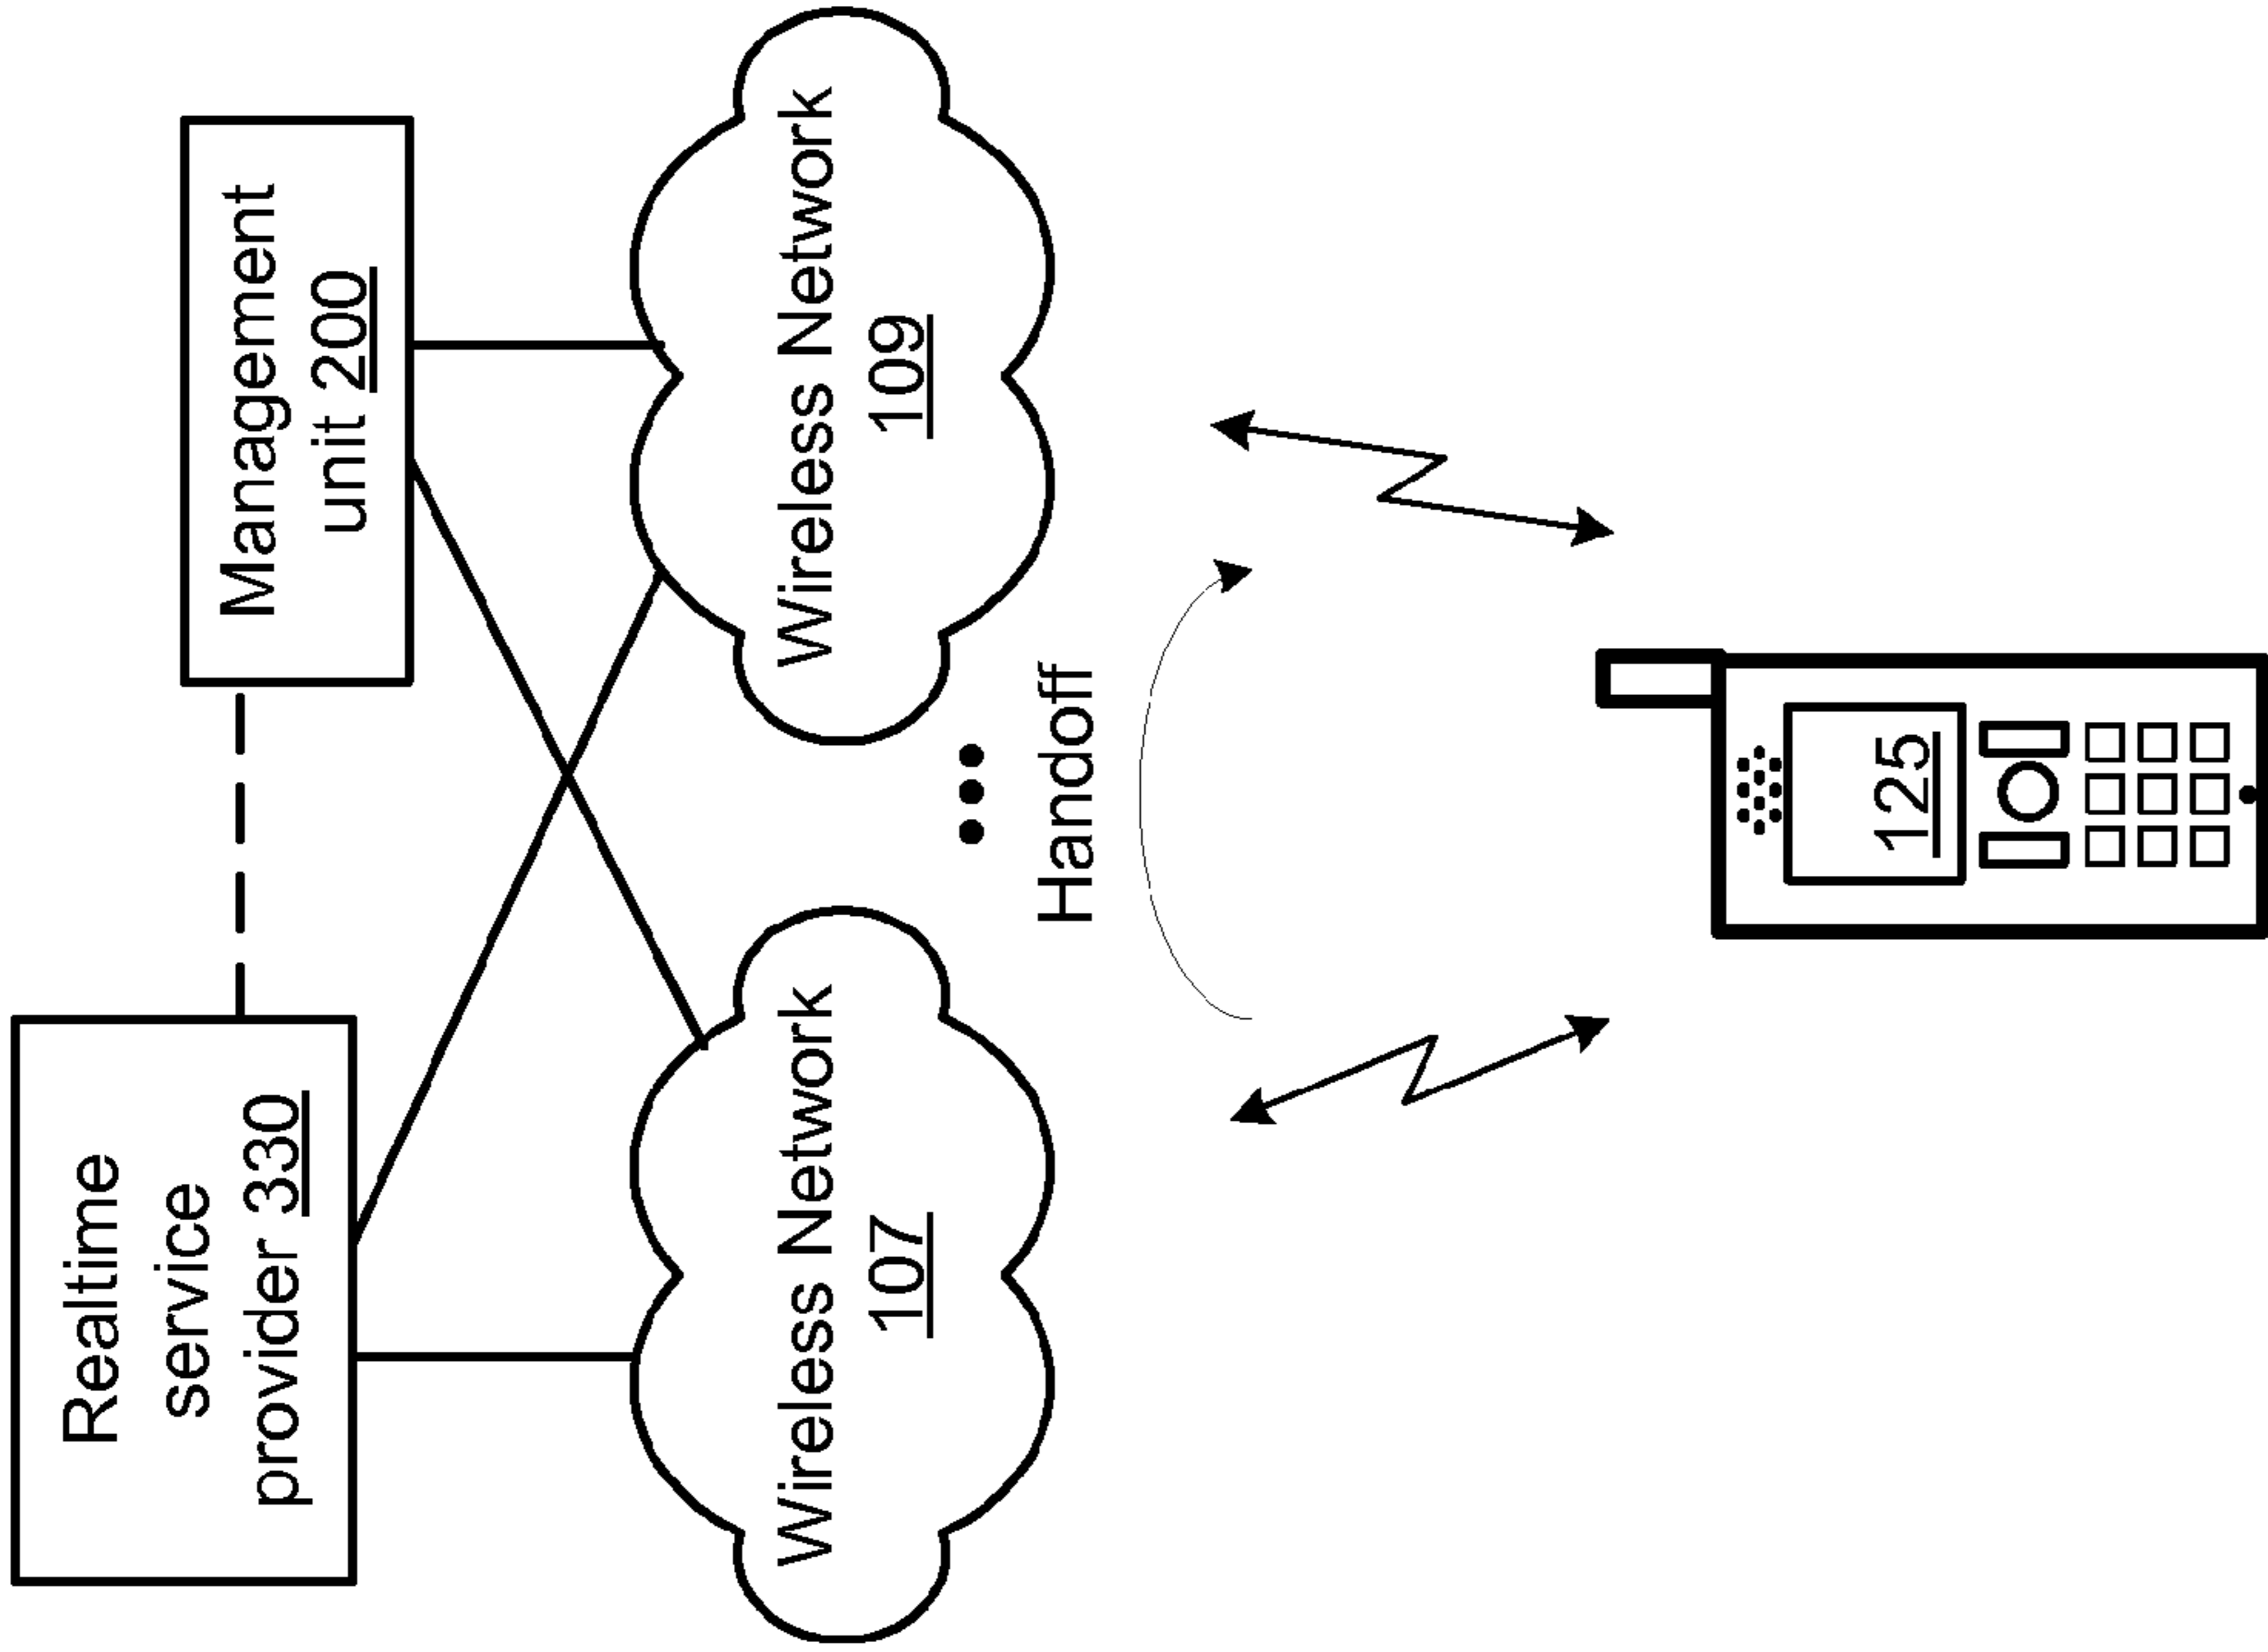 Realtime
service
provider 330
Management
unit 200
Wireless Network
107
Wireless Network
109
Handoff
125